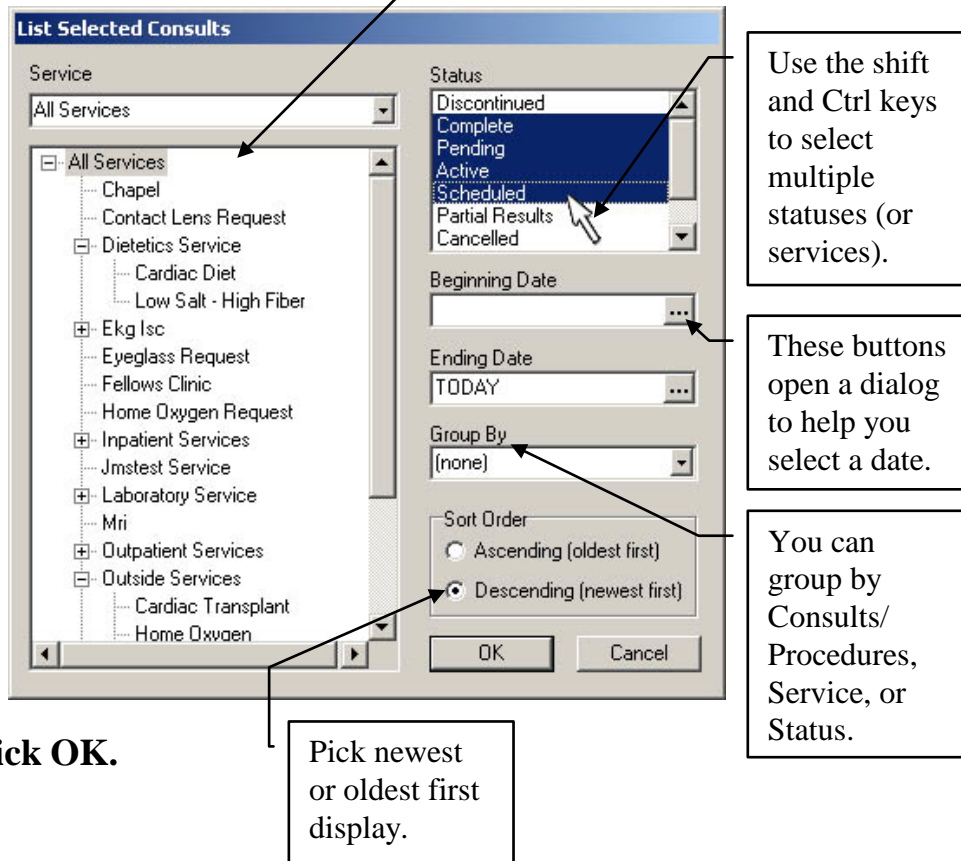 List Selected Consults
Service
All Services
All Services
Chapel
Contact Lens Request
Dietetics Service
Cardiac Diet
Low Salt - High Fiber
Ekg Isc
Eyeglass Request
Fellows Clinic
Home Oxygen Request
Inpatient Services
Jmstest Service
Laboratory Service
Mri
Outpatient Services
Outside Services
Cardiac Transplant
Home Oxygen
Status
Discontinued
Complete
Pending
Active
Scheduled
Partial Results
Cancelled
Beginning Date
...
Ending Date
TODAY
...
Group By
(none)
Sort Order
Ascending (oldest first)
Descending (newest first)
OK
Cancel
Use the shift
and Ctrl keys
to select
multiple
statuses (or
services).
These buttons
open a dialog
to help you
select a date.
You can
group by
Consults/
Procedures,
Service, or
Status.
ick OK.
Pick newest
or oldest first
display.